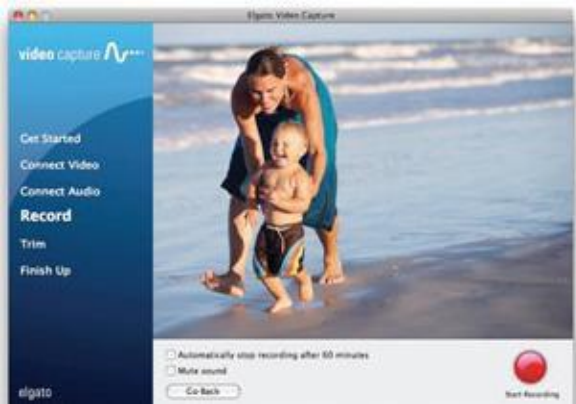 Elgato Video Capture
video capture
Get Started
Connect Video
Connect Audio
Record
Trim
Finish Up
elgato
Automatically stop recording after 60 minutes
Mute sound
Go Back
Start Recording